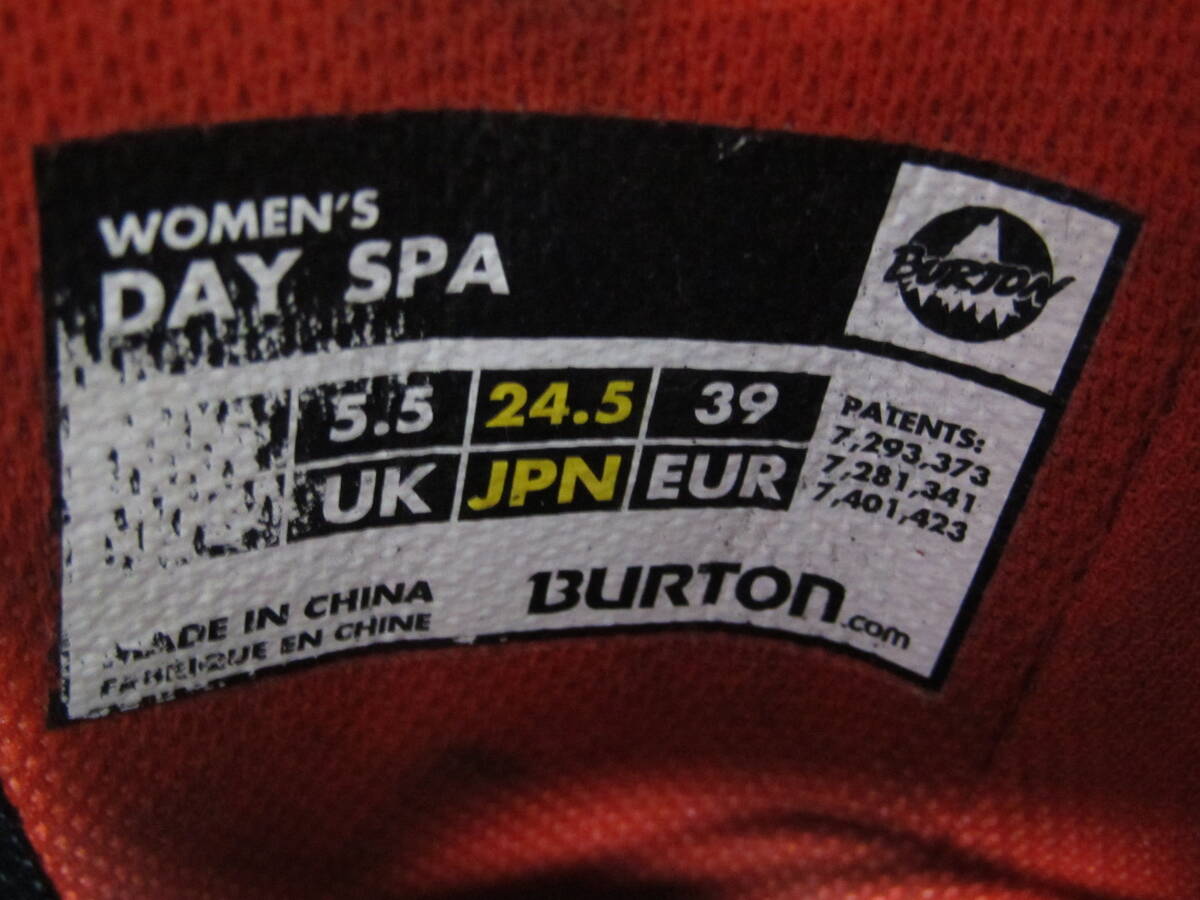 WOMEN'S
DAY SPA
BURTON
5.5 24.5 39
UK JPN EUR
PATENTS:
7,293,373
7,281,341
7,401,423
MADE IN CHINA
FABRIQUE EN CHINE
BURTON.com